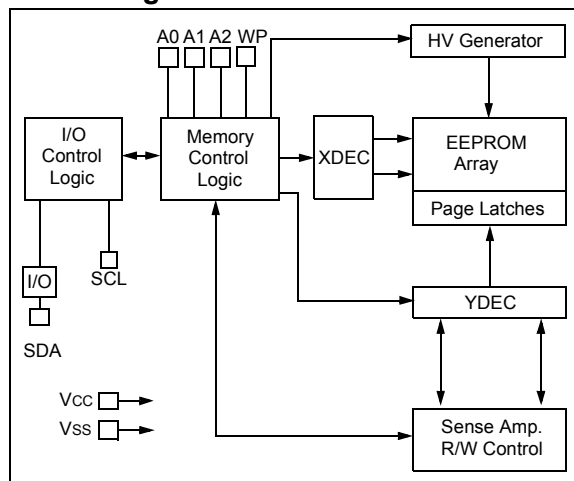 A0 A1 A2 WP
HV Generator
I/O
Control
Logic
Memory
Control
Logic
XDEC
EEPROM
Array
Page Latches
I/O
SCL
SDA
YDEC
Vcc
Vss
Sense Amp.
R/W Control